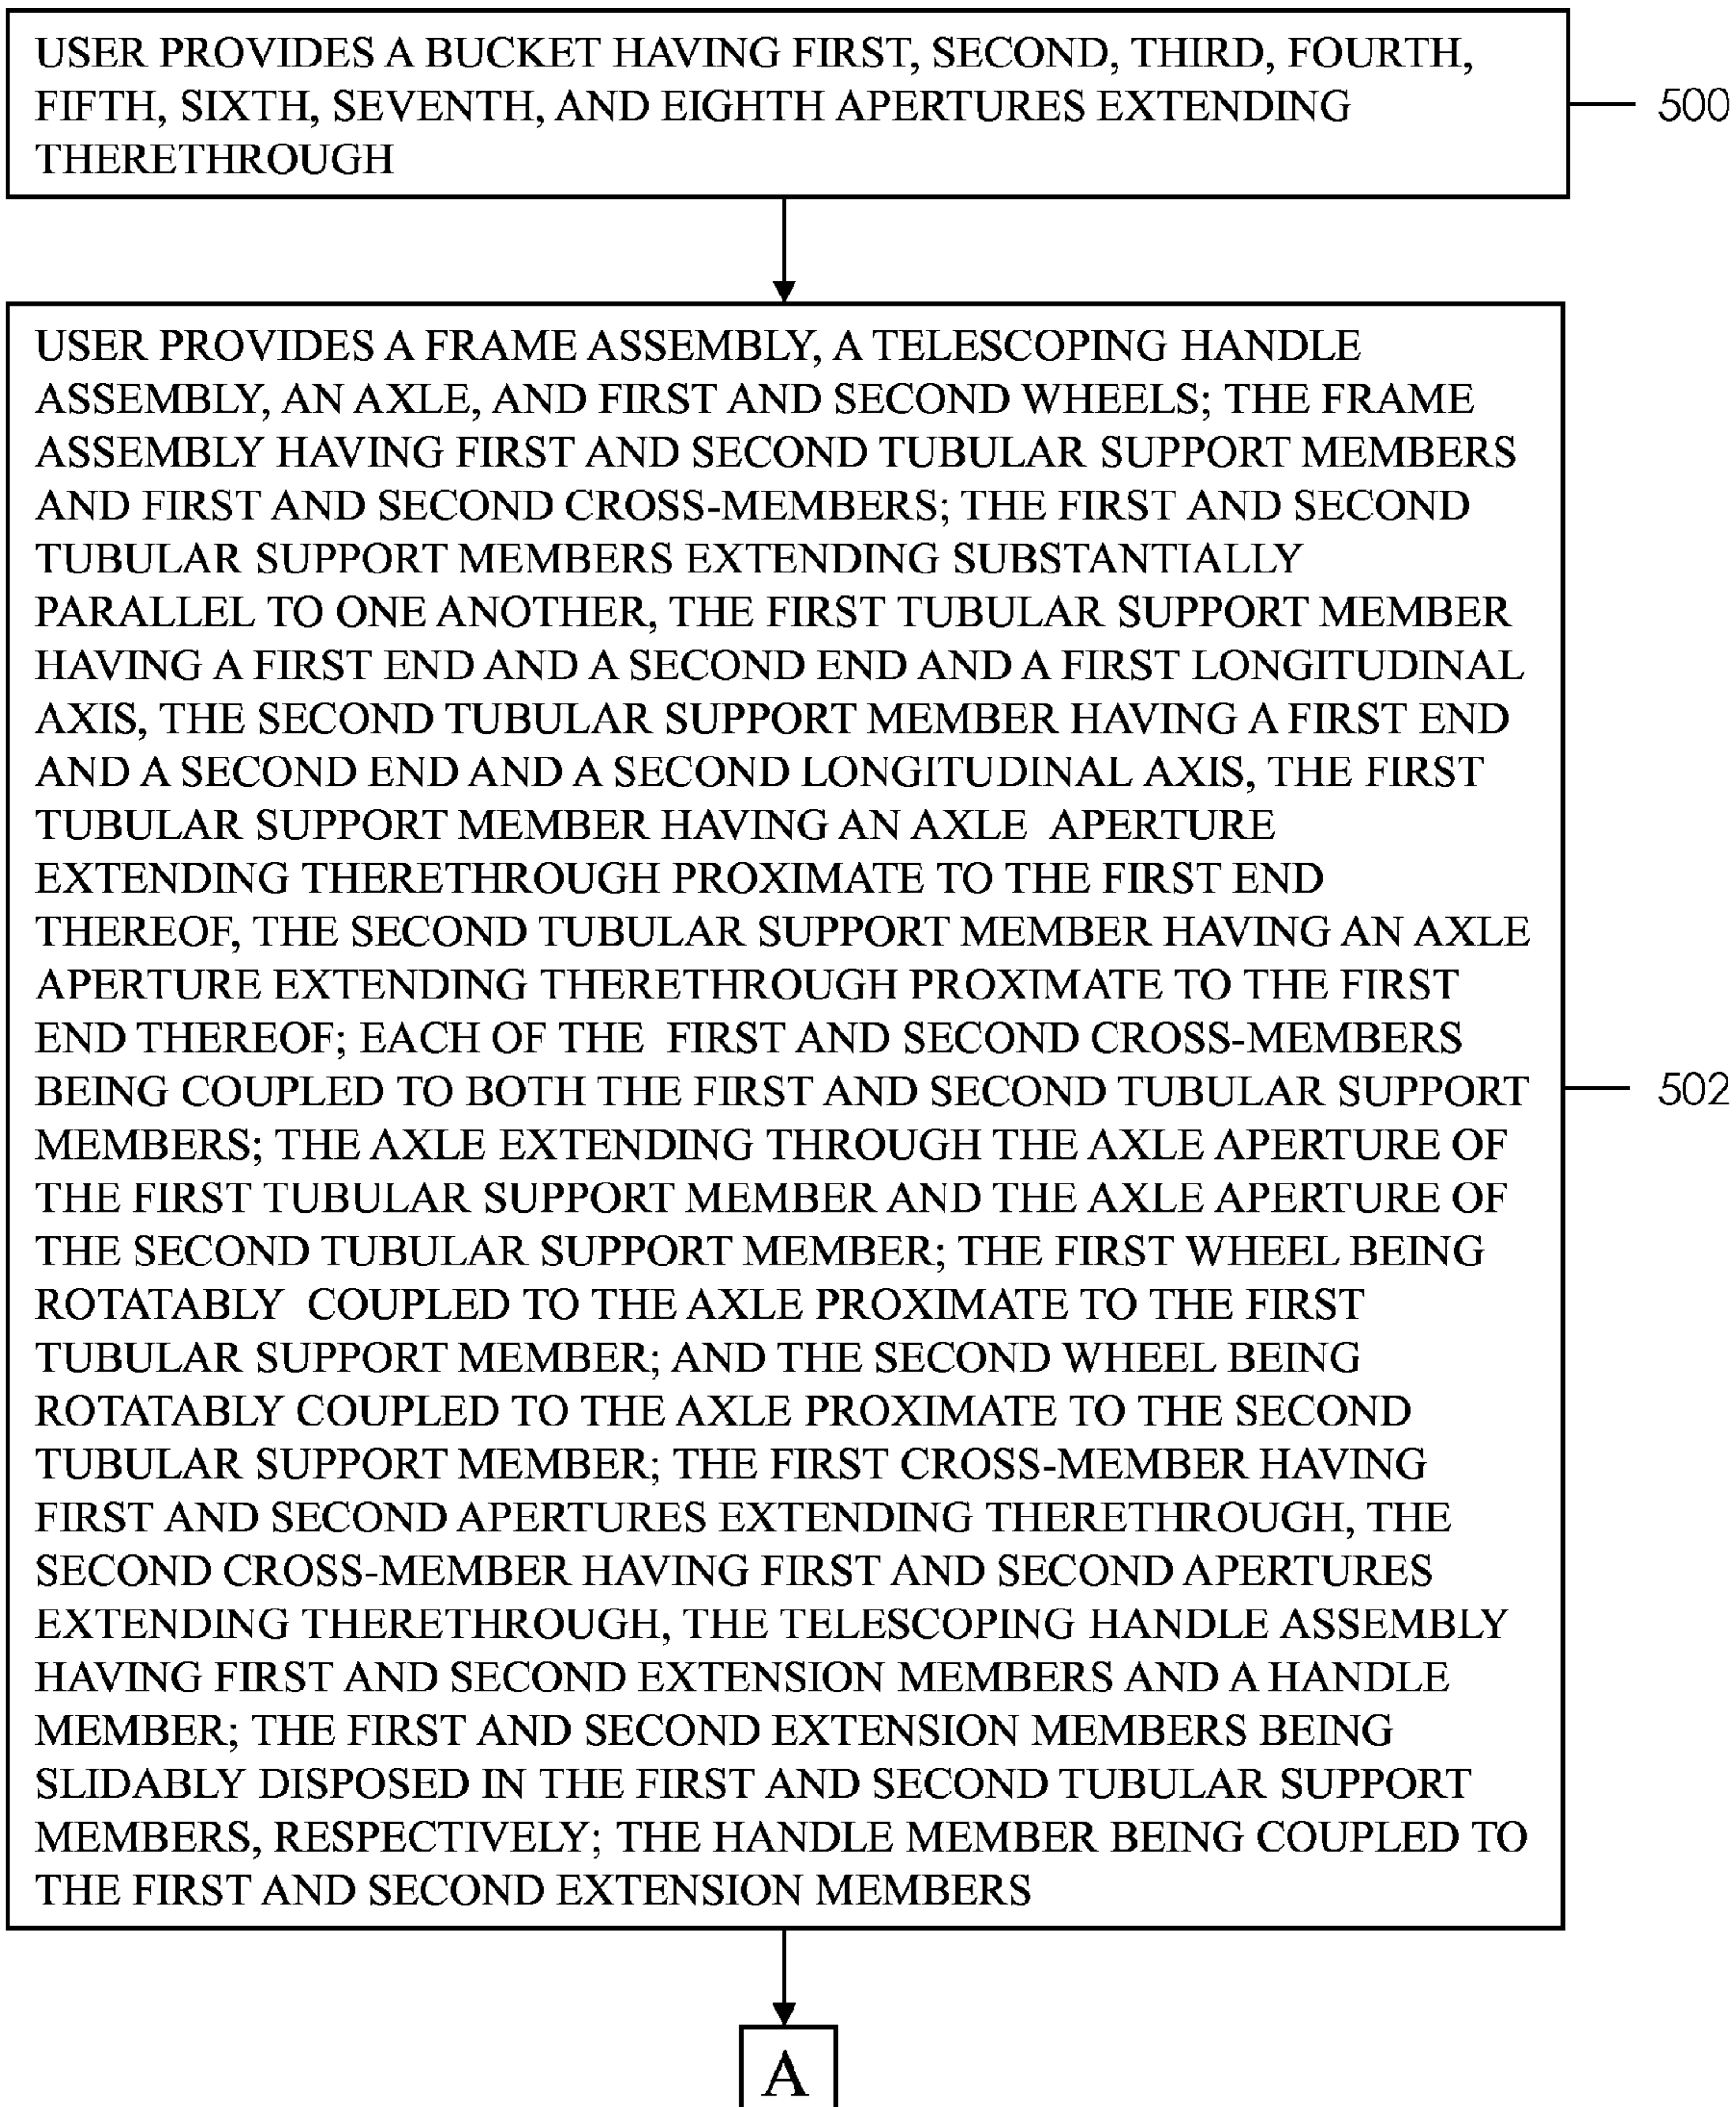 USER PROVIDES A BUCKET HAVING FIRST, SECOND, THIRD, FOURTH,
FIFTH, SIXTH, SEVENTH, AND EIGHTH APERTURES EXTENDING
THERETHROUGH
500
USER PROVIDES A FRAME ASSEMBLY, A TELESCOPING HANDLE
ASSEMBLY, AN AXLE, AND FIRST AND SECOND WHEELS; THE FRAME
ASSEMBLY HAVING FIRST AND SECOND TUBULAR SUPPORT MEMBERS
AND FIRST AND SECOND CROSS-MEMBERS; THE FIRST AND SECOND
TUBULAR SUPPORT MEMBERS EXTENDING SUBSTANTIALLY
PARALLEL TO ONE ANOTHER, THE FIRST TUBULAR SUPPORT MEMBER
HAVING A FIRST END AND A SECOND END AND A FIRST LONGITUDINAL
AXIS, THE SECOND TUBULAR SUPPORT MEMBER HAVING A FIRST END
AND A SECOND END AND A SECOND LONGITUDINAL AXIS, THE FIRST
TUBULAR SUPPORT MEMBER HAVING AN AXLE APERTURE
EXTENDING THERETHROUGH PROXIMATE TO THE FIRST END
THEREOF, THE SECOND TUBULAR SUPPORT MEMBER HAVING AN AXLE
APERTURE EXTENDING THERETHROUGH PROXIMATE TO THE FIRST
END THEREOF; EACH OF THE FIRST AND SECOND CROSS-MEMBERS
BEING COUPLED TO BOTH THE FIRST AND SECOND TUBULAR SUPPORT
MEMBERS; THE AXLE EXTENDING THROUGH THE AXLE APERTURE OF
THE FIRST TUBULAR SUPPORT MEMBER AND THE AXLE APERTURE OF
THE SECOND TUBULAR SUPPORT MEMBER; THE FIRST WHEEL BEING
ROTATABLY COUPLED TO THE AXLE PROXIMATE TO THE FIRST
TUBULAR SUPPORT MEMBER; AND THE SECOND WHEEL BEING
ROTATABLY COUPLED TO THE AXLE PROXIMATE TO THE SECOND
TUBULAR SUPPORT MEMBER; THE FIRST CROSS-MEMBER HAVING
FIRST AND SECOND APERTURES EXTENDING THERETHROUGH, THE
SECOND CROSS-MEMBER HAVING FIRST AND SECOND APERTURES
EXTENDING THERETHROUGH, THE TELESCOPING HANDLE ASSEMBLY
HAVING FIRST AND SECOND EXTENSION MEMBERS AND A HANDLE
MEMBER; THE FIRST AND SECOND EXTENSION MEMBERS BEING
SLIDABLY DISPOSED IN THE FIRST AND SECOND TUBULAR SUPPORT
MEMBERS, RESPECTIVELY; THE HANDLE MEMBER BEING COUPLED TO
THE FIRST AND SECOND EXTENSION MEMBERS
502
A